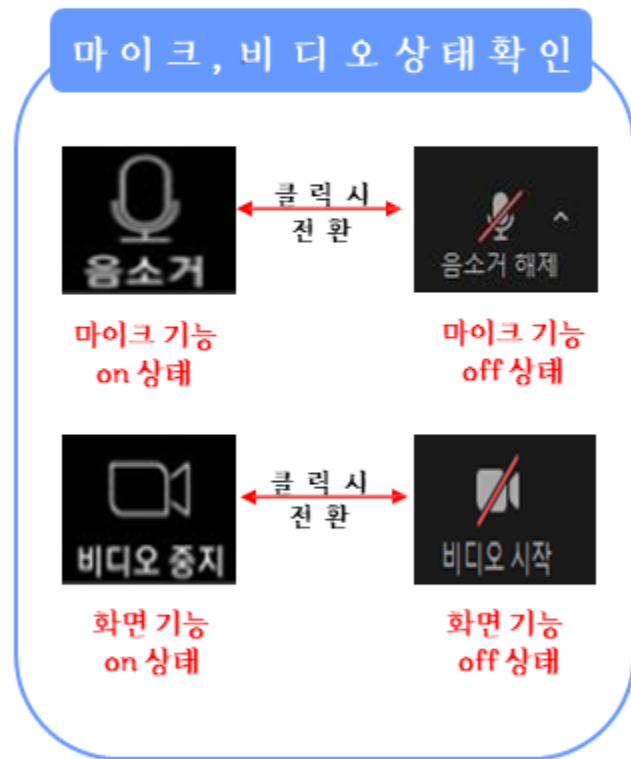 마이크, 비디오 상태확인
음소거
클릭 시
전환
음소거 해제
마이크 기능
on 상태
마이크 기능
off 상태
비디오 중지
클릭 시
전환
비디오 시작
화면 기능
on 상태
화면 기능
off 상태